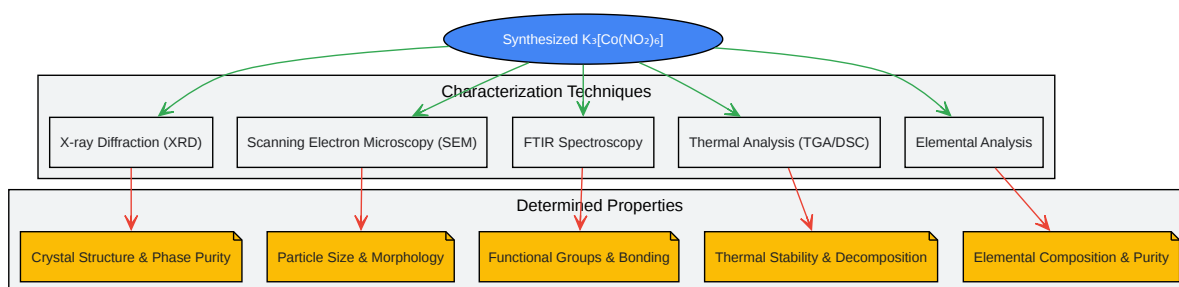 Synthesized K₃[Co(NO₂)₆]
Characterization Techniques
X-ray Diffraction (XRD)
Scanning Electron Microscopy (SEM)
FTIR Spectroscopy
Thermal Analysis (TGA/DSC)
Elemental Analysis
Determined Properties
Crystal Structure & Phase Purity
Particle Size & Morphology
Functional Groups & Bonding
Thermal Stability & Decomposition
Elemental Composition & Purity